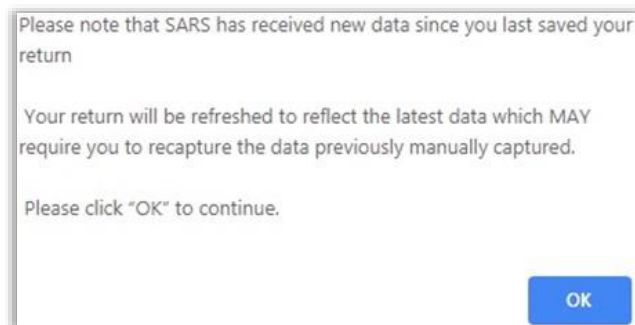 Please note that SARS has received new data since you last saved your
return
Your return will be refreshed to reflect the latest data which MAY
require you to recapture the data previously manually captured.
Please click “OK” to continue.
OK